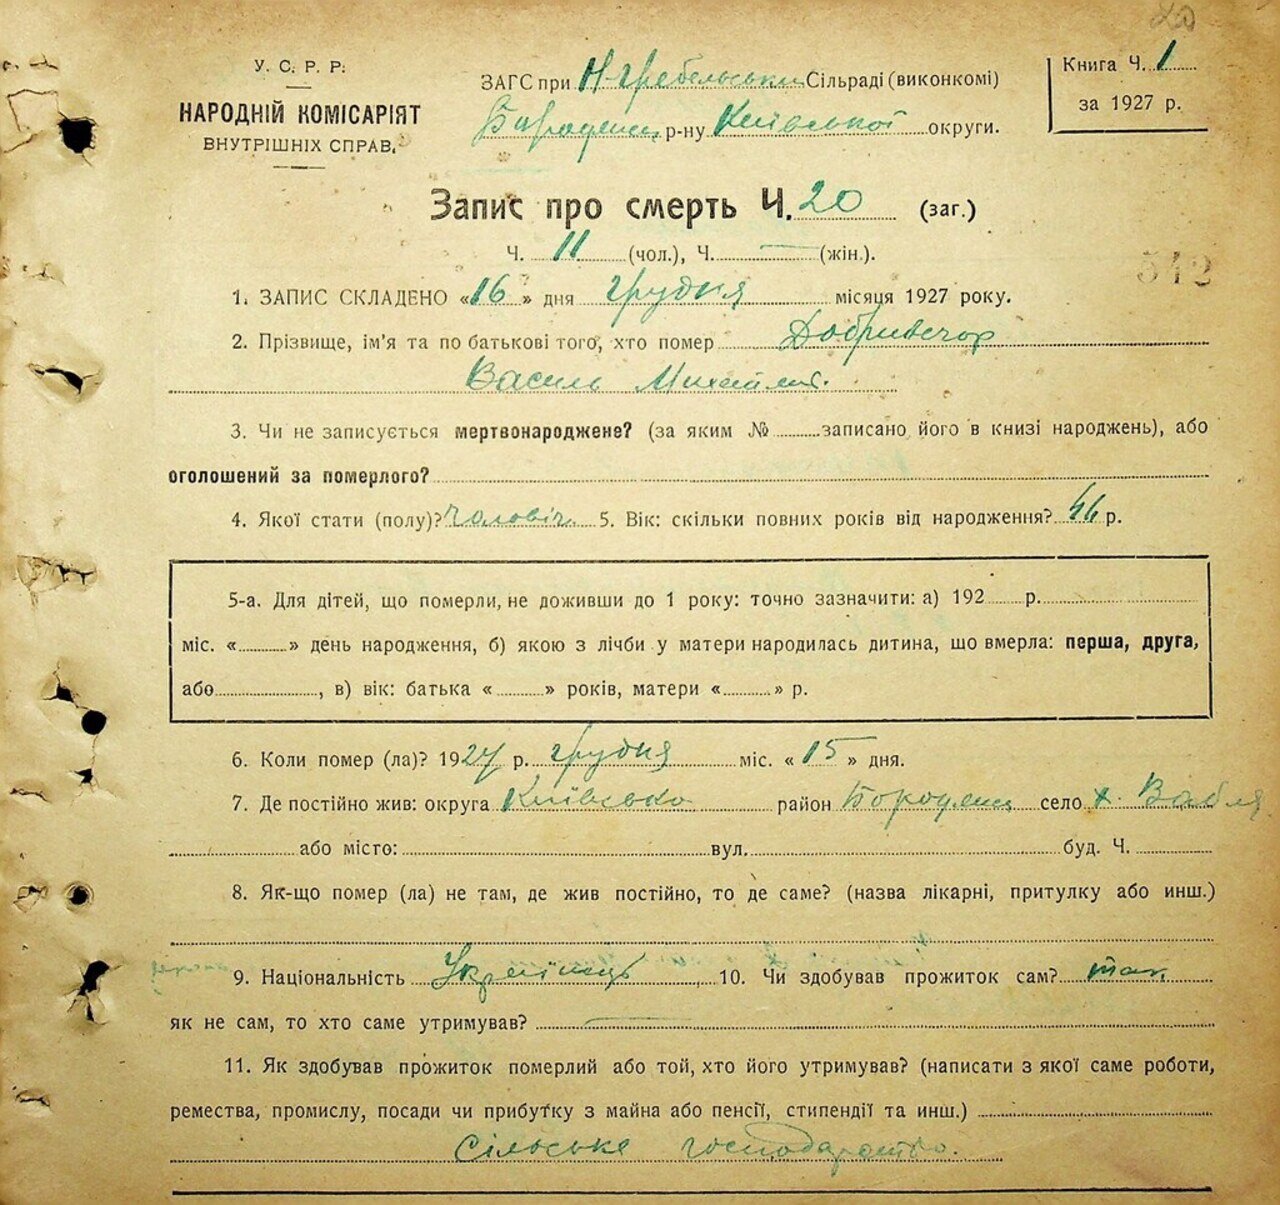 У. С. Р. Р.
НАРОДНІЙ КОМІСАРІЯТ
ВНУТРІШНІХ СПРАВ.
ЗАГС при Н-Гребельськи Сільраді (виконкомі)
р-ну Київської округи.
Книга Ч. 1
за 1927 р.
Запис про смерть Ч. 20 (заг.)
Ч. 11 (чол.), Ч. — (жін.).
342
1. ЗАПИС СКЛАДЕНО «16» дня грудня місяця 1927 року.
2. Прізвище, ім'я та по батькові того, хто помер Добривечор
Василь Михайлов.
3. Чи не записується мертвонароджене? (за яким № записано його в книзі народжень), або
оголошений за померлого?
4. Якої стати (полу)? чоловіч. 5. Вік: скільки повних років від народження? 46 р.
5-а. Для дітей, що померли, не доживши до 1 року: точно зазначити: а) 192 р.
міс. « » день народження, б) якою з лічби у матери народилась дитина, що вмерла: перша, друга,
або , в) вік: батька « » років, матери « » р.
6. Коли помер (ла)? 1927 р. грудня міс. « 15 » дня.
7. Де постійно жив: округа Київсько район Бородянц село х. Вабля
або місто: вул. буд. Ч.
8. Як-що помер (ла) не там, де жив постійно, то де саме? (назва лікарні, притулку або инш.)
9. Національність Українець 10. Чи здобував прожиток сам? так
як не сам, то хто саме утримував? —
11. Як здобував прожиток померлий або той, хто його утримував? (написати з якої саме роботи,
ремества, промислу, посади чи прибутку з майна або пенсії, стипендії та инш.)
Сільське господарство.